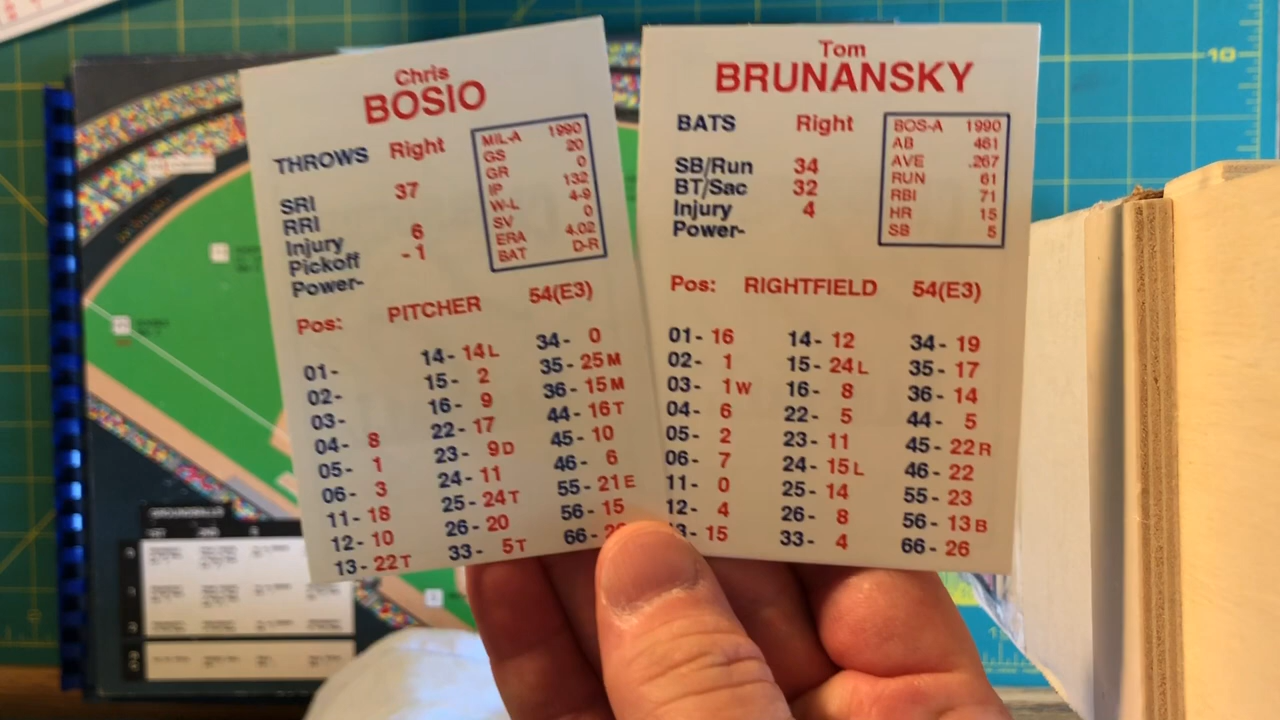 Chris
BOSIO
THROWS Right
SRI 37
RRI
Injury 6
Pickoff -1
Power-
MIL-A 1990
GS 20
GR 0
IP 132
W-L 4-9
SV 0
ERA 4.02
BAT D-R
Pos: PITCHER 54(E3)
01- 14- 14L 34- 0
02- 15- 2 35- 25M
03- 16- 9 36- 15M
04- 8 22- 17 44- 16T
05- 1 23- 9D 45- 10
06- 3 24- 11 46- 6
11- 18 25- 24T 55- 21E
12- 10 26- 20 56- 15
13- 22T 33- 5T 66-
Tom
BRUNANSKY
BATS Right
SB/Run 34
BT/Sac 32
Injury 4
Power-
BOS-A 1990
AB 461
AVE .267
RUN 61
RBI 71
HR 15
SB 5
Pos: RIGHTFIELD 54(E3)
01- 16 14- 12 34- 19
02- 1 15- 24L 35- 17
03- 1W 16- 8 36- 14
04- 6 22- 5 44- 5
05- 2 23- 11 45- 22R
06- 7 24- 15L 46- 22
11- 0 25- 14 55- 23
12- 4 26- 8 56- 13B
3- 15 33- 4 66- 26
10